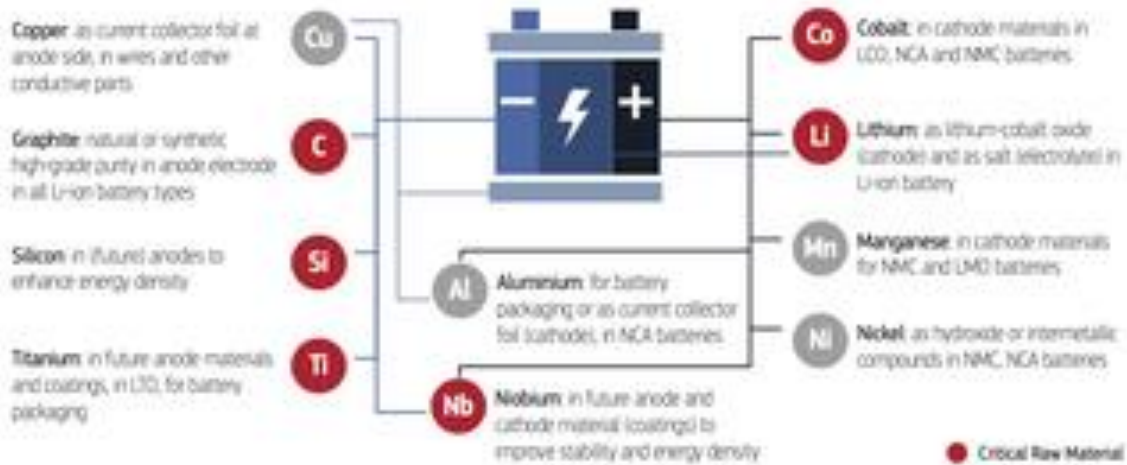 Copper: as current collector foil at
anode side, in wires and other
conductive parts
Cu
Graphite: natural or synthetic
high-grade purity in anode electrode
in all Li-ion battery types
C
Silicon: in (future) anodes to
enhance energy density
Si
Titanium: in future anode materials
and coatings, in LTO, for battery
packaging
Ti
− +
Al
Aluminium: for battery
packaging or as current collector
foil (cathode), in NCA batteries
Nb
Niobium: in future anode and
cathode material (coatings) to
improve stability and energy density
Co
Cobalt: in cathode materials in
LCO, NCA and NMC batteries
Li
Lithium: as lithium-cobalt oxide
(cathode) and as salt (electrolyte) in
Li-ion battery
Mn
Manganese: in cathode materials
for NMC and LMO batteries
Ni
Nickel: as hydroxide or intermetallic
compounds in NMC, NCA batteries
Critical Raw Material